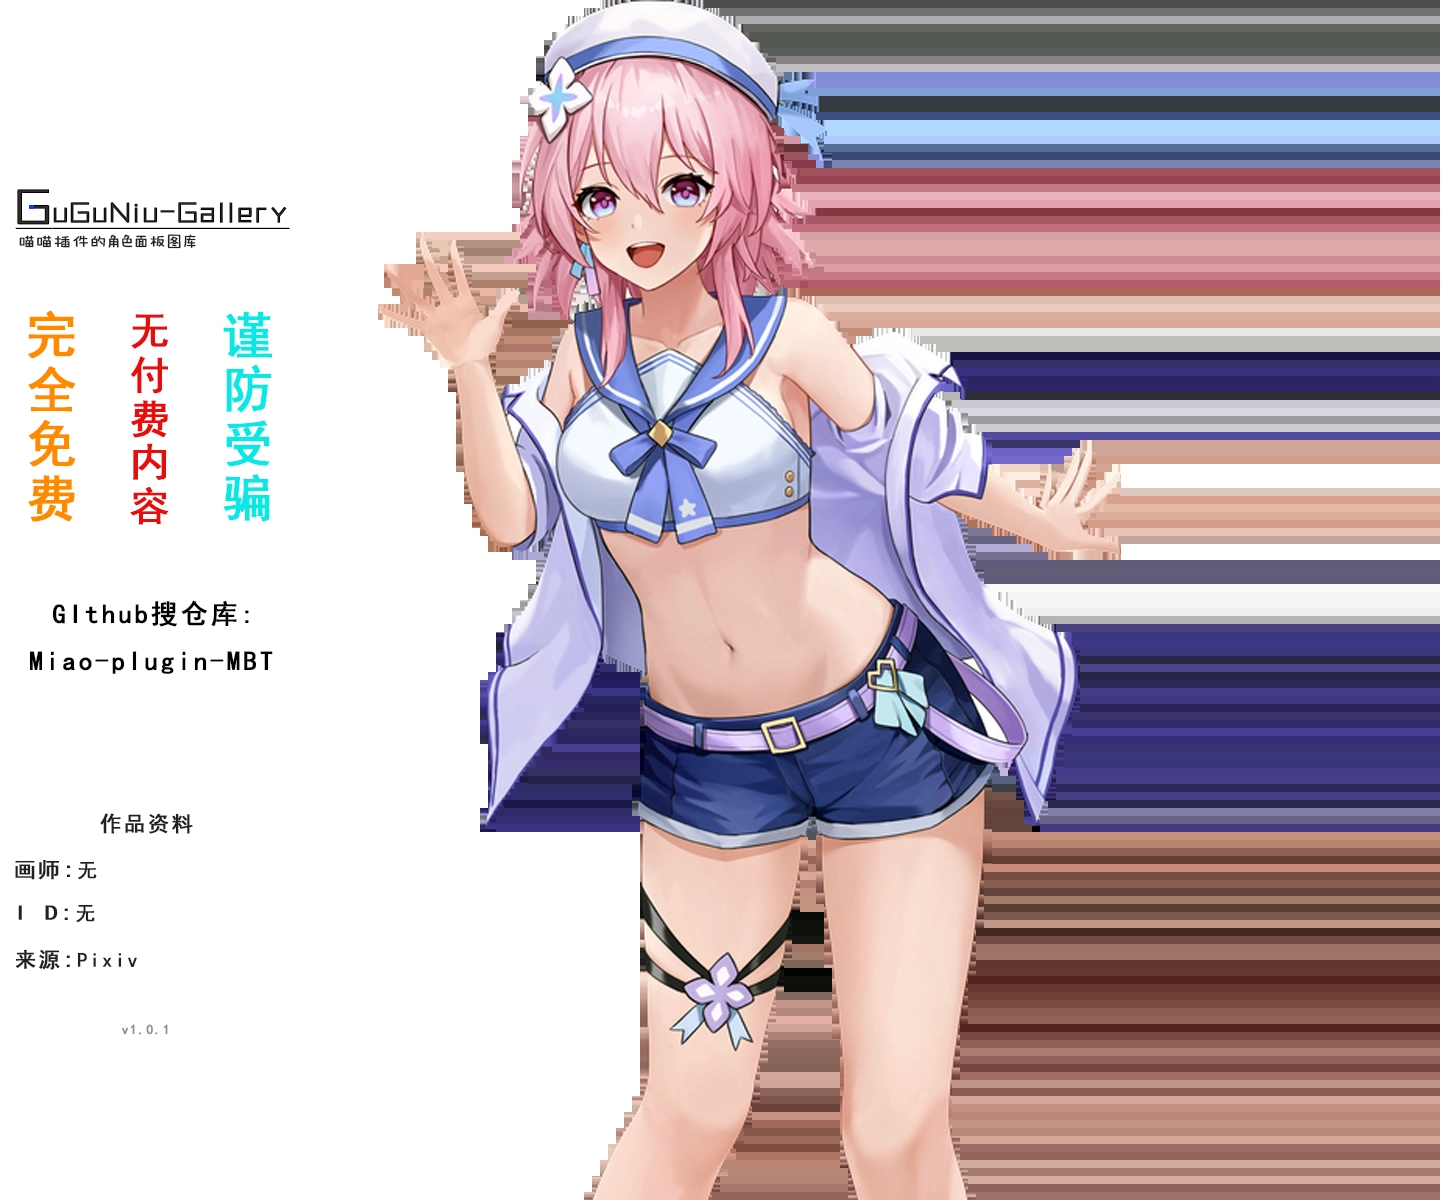 GuGuNiu-Gallery
喵喵插件的角色面板图库
完全免费
无付费内容
谨防受骗
GIthub搜仓库:
Miao-plugin-MBT
作品资料
画师:无
I D:无
来源:Pixiv
v1.0.1